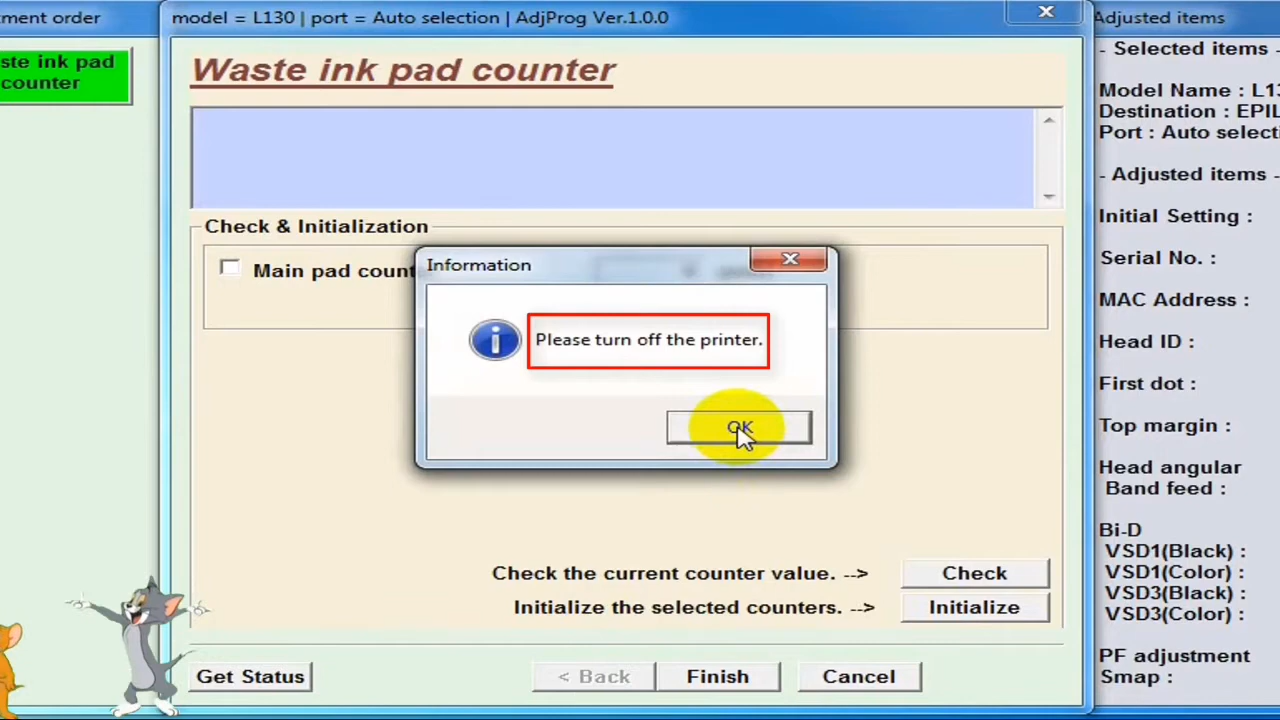 ment order
ste ink pad
counter
model = L130 | port = Auto selection | AdjProg Ver.1.0.0
Waste ink pad counter
Check & Initialization
Main pad count
Information
Please turn off the printer.
OK
Check the current counter value. -->
Check
Initialize the selected counters. -->
Initialize
Get Status
< Back
Finish
Cancel
Adjusted items
- Selected items -
Model Name : L13
Destination : EPIL
Port : Auto selecti
- Adjusted items -
Initial Setting :
Serial No. :
MAC Address :
Head ID :
First dot :
Top margin :
Head angular
Band feed :
Bi-D
VSD1(Black) :
VSD1(Color) :
VSD3(Black) :
VSD3(Color) :
PF adjustment
Smap :